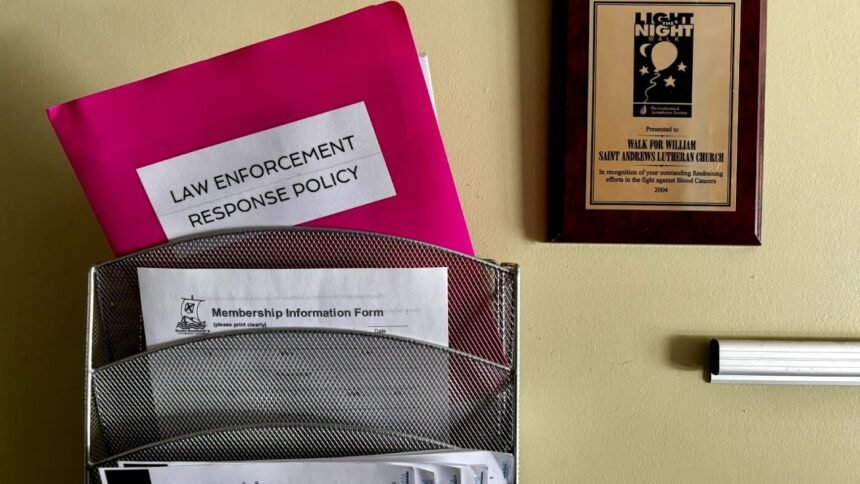 LAW ENFORCEMENT
RESPONSE POLICY
Membership Information Form
(please print clearly)
Date
Saint Andrew's
LIGHT
THE
NIGHT
WALK
The Leukemia &
Lymphoma Society
Presented to
WALK FOR WILLIAM
SAINT ANDREWS LUTHERAN CHURCH
In recognition of your outstanding fundraising
efforts in the fight against Blood Cancers
2004